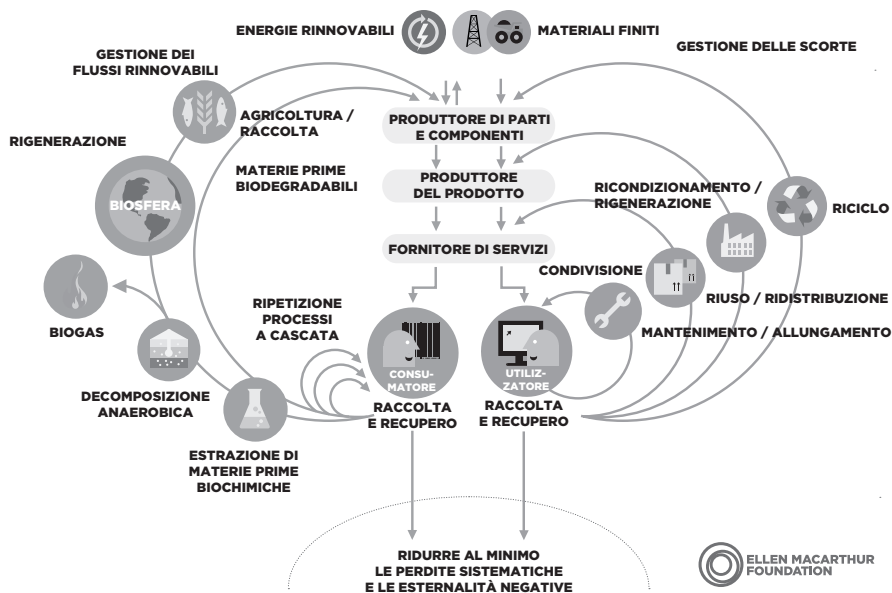 ENERGIE RINNOVABILI
MATERIALI FINITI
GESTIONE DELLE SCORTE
GESTIONE DEI
FLUSSI RINNOVABILI
AGRICOLTURA /
RACCOLTA
PRODUTTORE DI PARTI
E COMPONENTI
RIGENERAZIONE
MATERIE PRIME
BIODEGRADABILI
PRODUTTORE
DEL PRODOTTO
RICONDIZIONAMENTO /
RIGENERAZIONE
BIOSFERA
RICICLO
FORNITORE DI SERVIZI
CONDIVISIONE
RIUSO / RIDISTRIBUZIONE
BIOGAS
RIPETIZIONE
PROCESSI
A CASCATA
MANTENIMENTO / ALLUNGAMENTO
CONSU-
MATORE
UTILIZ-
ZATORE
DECOMPOSIZIONE
ANAEROBICA
RACCOLTA
E RECUPERO
RACCOLTA
E RECUPERO
ESTRAZIONE DI
MATERIE PRIME
BIOCHIMICHE
RIDURRE AL MINIMO
LE PERDITE SISTEMATICHE
E LE ESTERNALITÀ NEGATIVE
ELLEN MACARTHUR
FOUNDATION